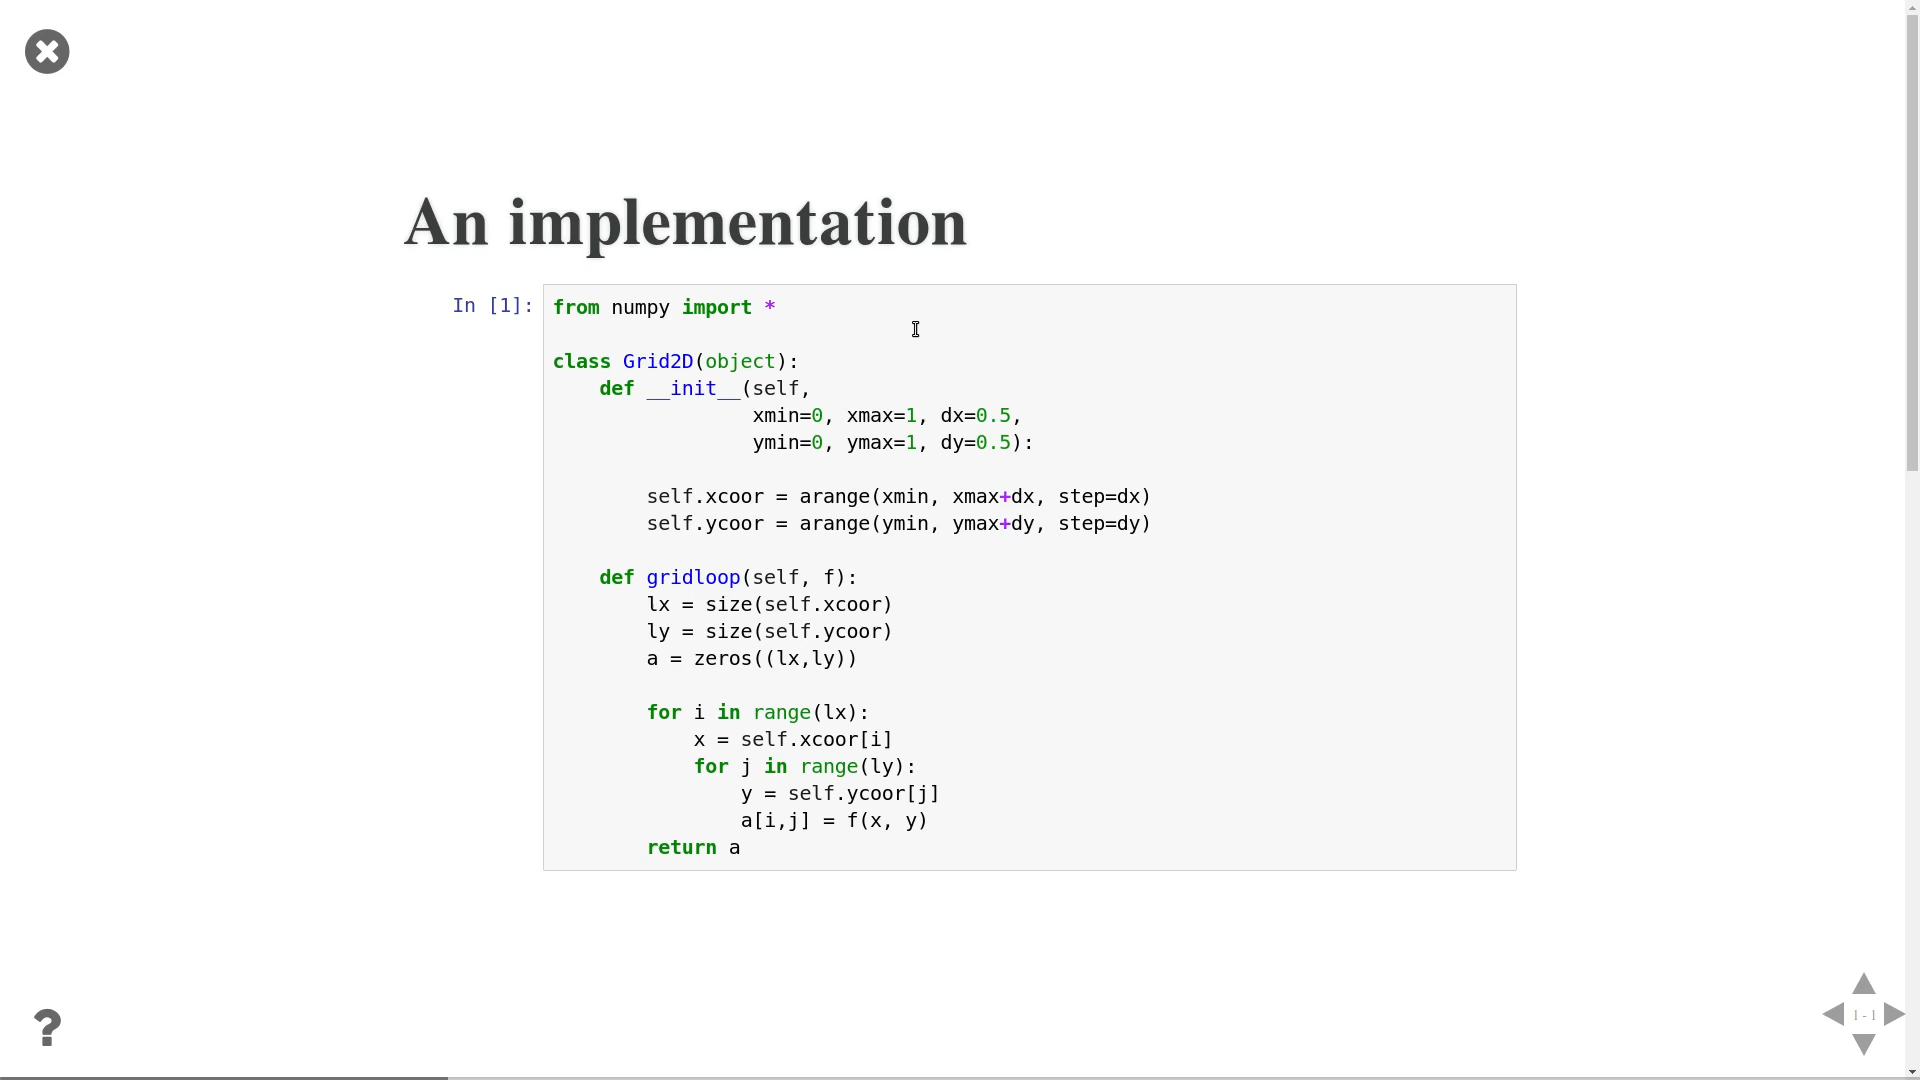 An implementation
In [1]:
from numpy import *
class Grid2D(object):
    def __init__(self,
                 xmin=0, xmax=1, dx=0.5,
                 ymin=0, ymax=1, dy=0.5):
        self.xcoor = arange(xmin, xmax+dx, step=dx)
        self.ycoor = arange(ymin, ymax+dy, step=dy)
    def gridloop(self, f):
        lx = size(self.xcoor)
        ly = size(self.ycoor)
        a = zeros((lx,ly))
        for i in range(lx):
            x = self.xcoor[i]
            for j in range(ly):
                y = self.ycoor[j]
                a[i,j] = f(x, y)
        return a
?
1 - 1